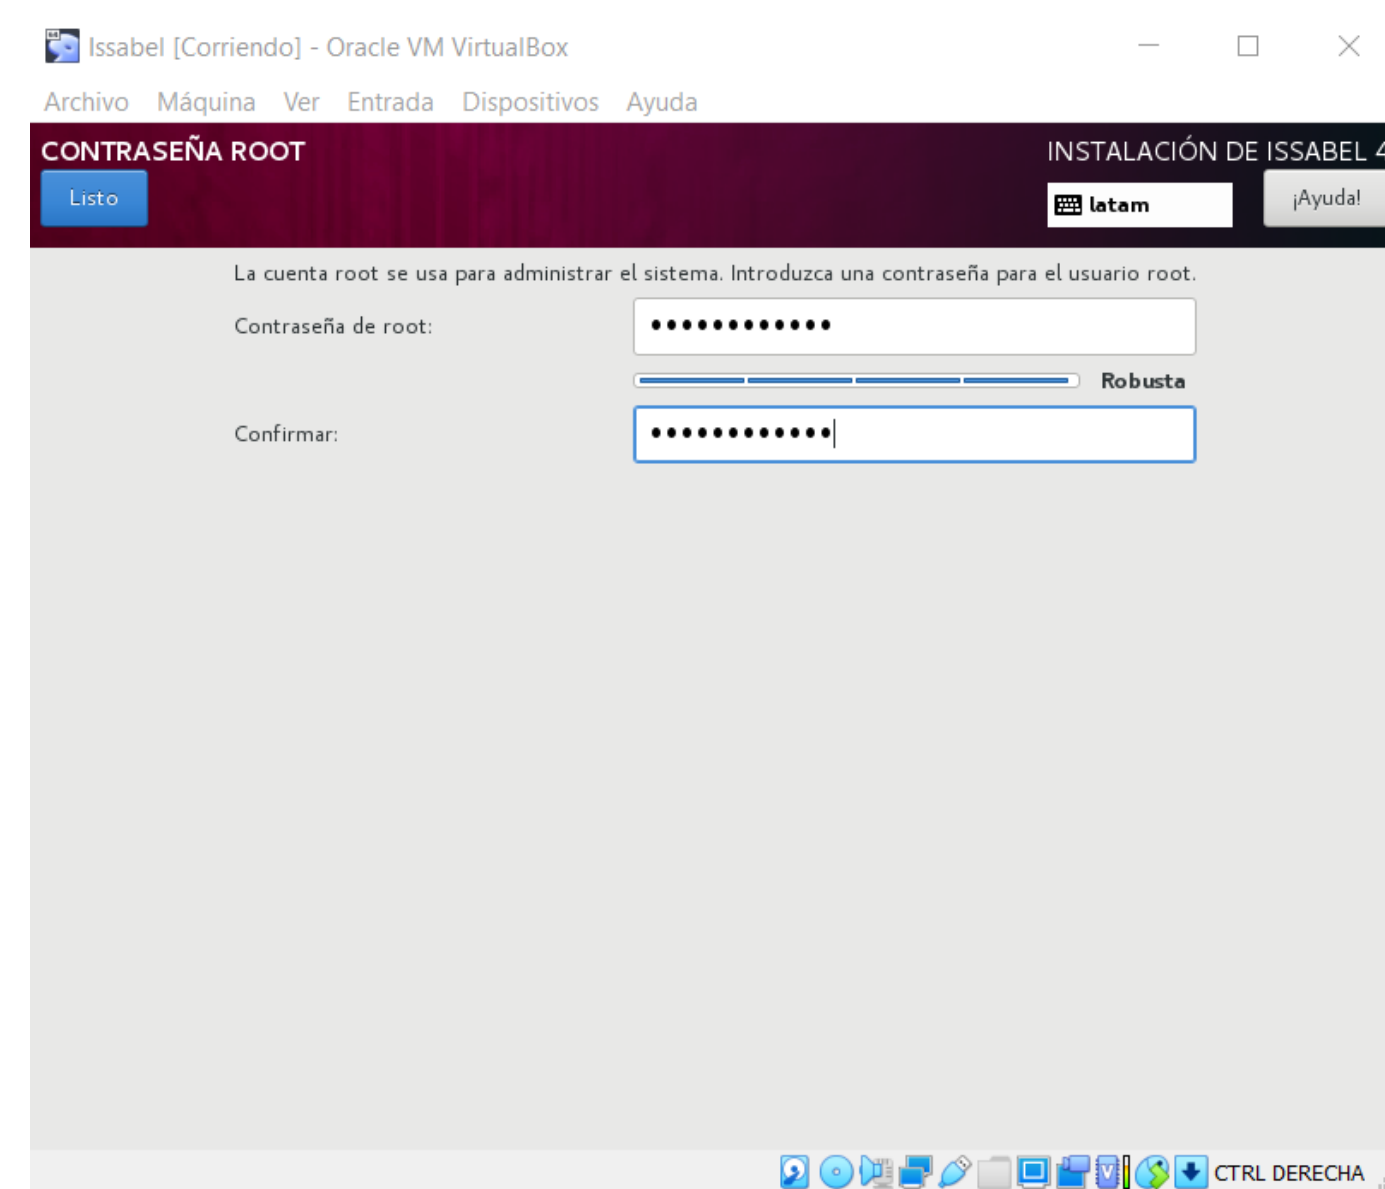 Issabel [Corriendo] - Oracle VM VirtualBox
Archivo Máquina Ver Entrada Dispositivos Ayuda
CONTRASEÑA ROOT
INSTALACIÓN DE ISSABEL 4
Listo
latam
¡Ayuda!
La cuenta root se usa para administrar el sistema. Introduzca una contraseña para el usuario root.
Contraseña de root:
••••••••••••
Robusta
Confirmar:
••••••••••••
CTRL DERECHA